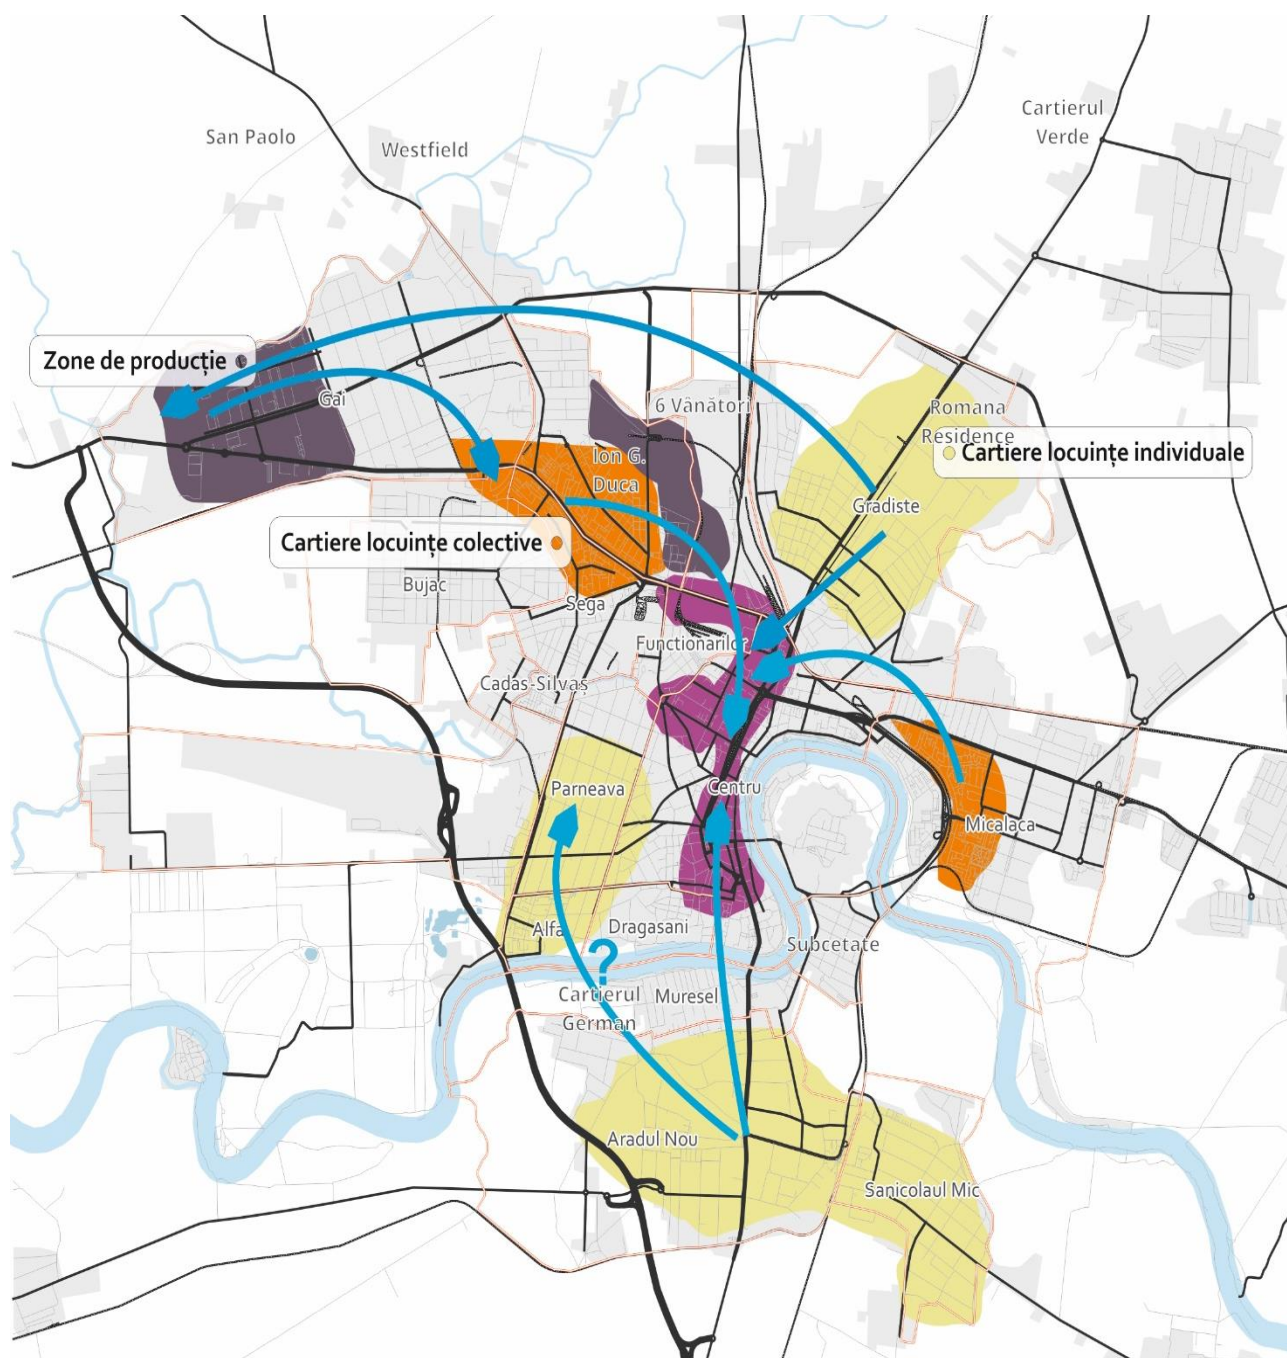 Cartierul
Verde
San Paolo
Westfield
Zone de producție
Gai
6 Vânători
Romana
Residence
Cartiere locuințe individuale
Ion G.
Duca
Gradiste
Cartiere locuințe colective
Bujac
Sega
Functionarilor
Cadas-Silvaș
Parneava
Centru
Micalaca
Alfa
Dragasani
Subcetate
?
Cartierul
German
Muresel
Aradul Nou
Sanicolaul Mic